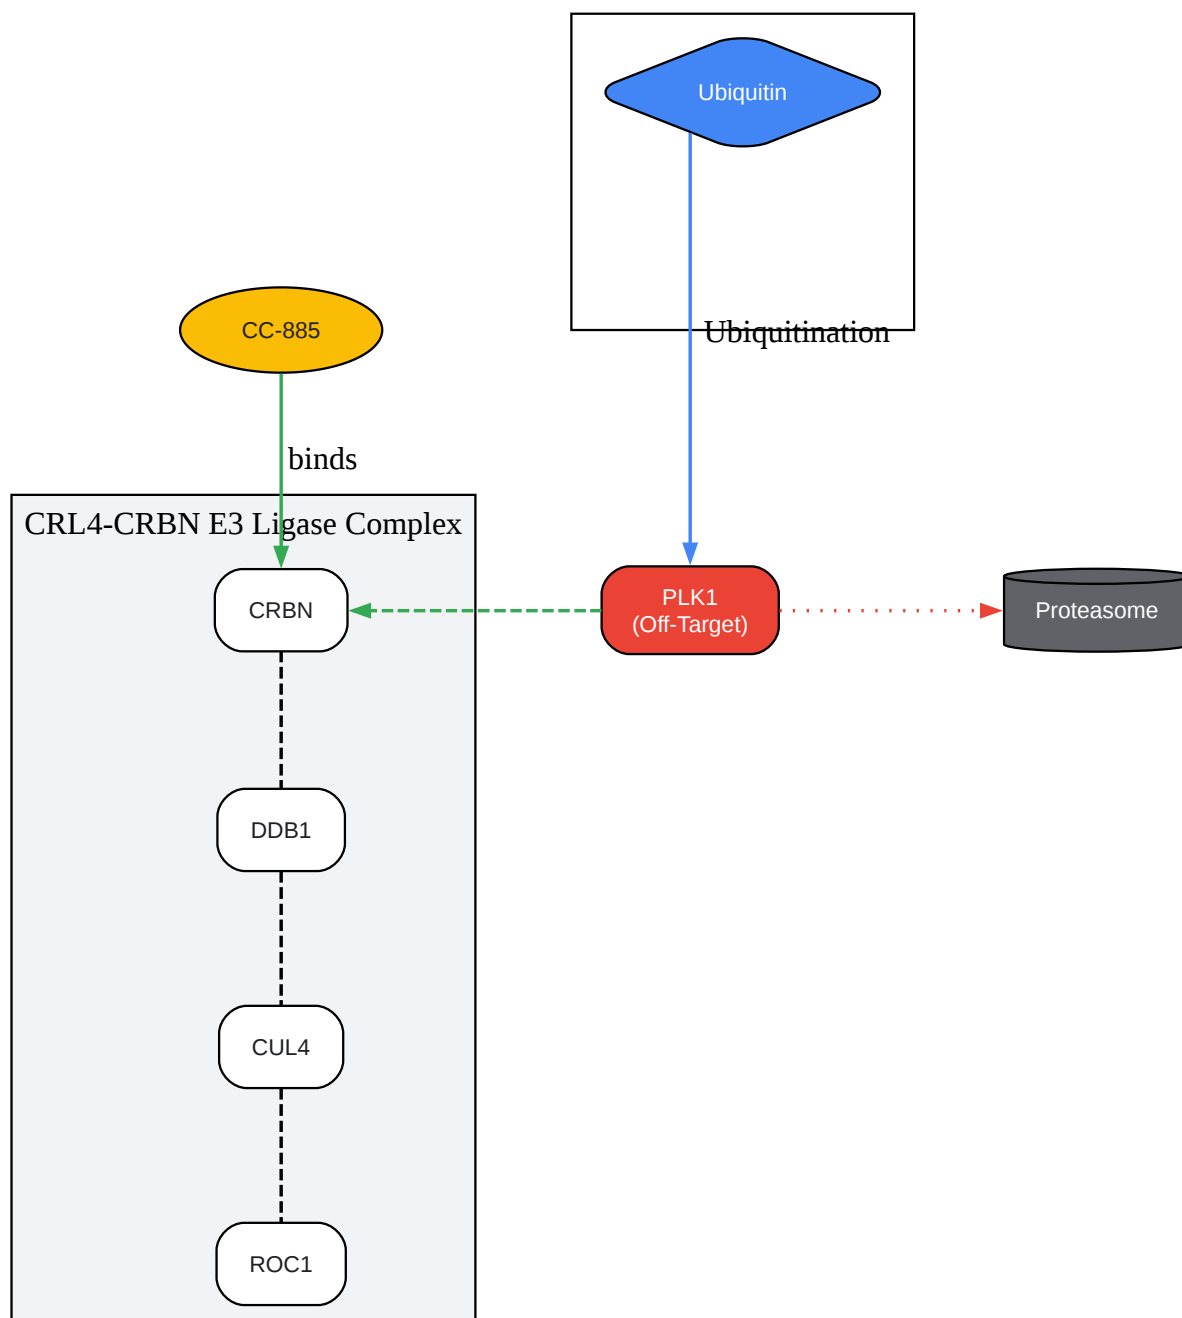 Ubiquitin
CC-885
Ubiquitination
binds
CRL4-CRBN E3 Ligase Complex
CRBN
PLK1
(Off-Target)
Proteasome
DDB1
CUL4
ROC1